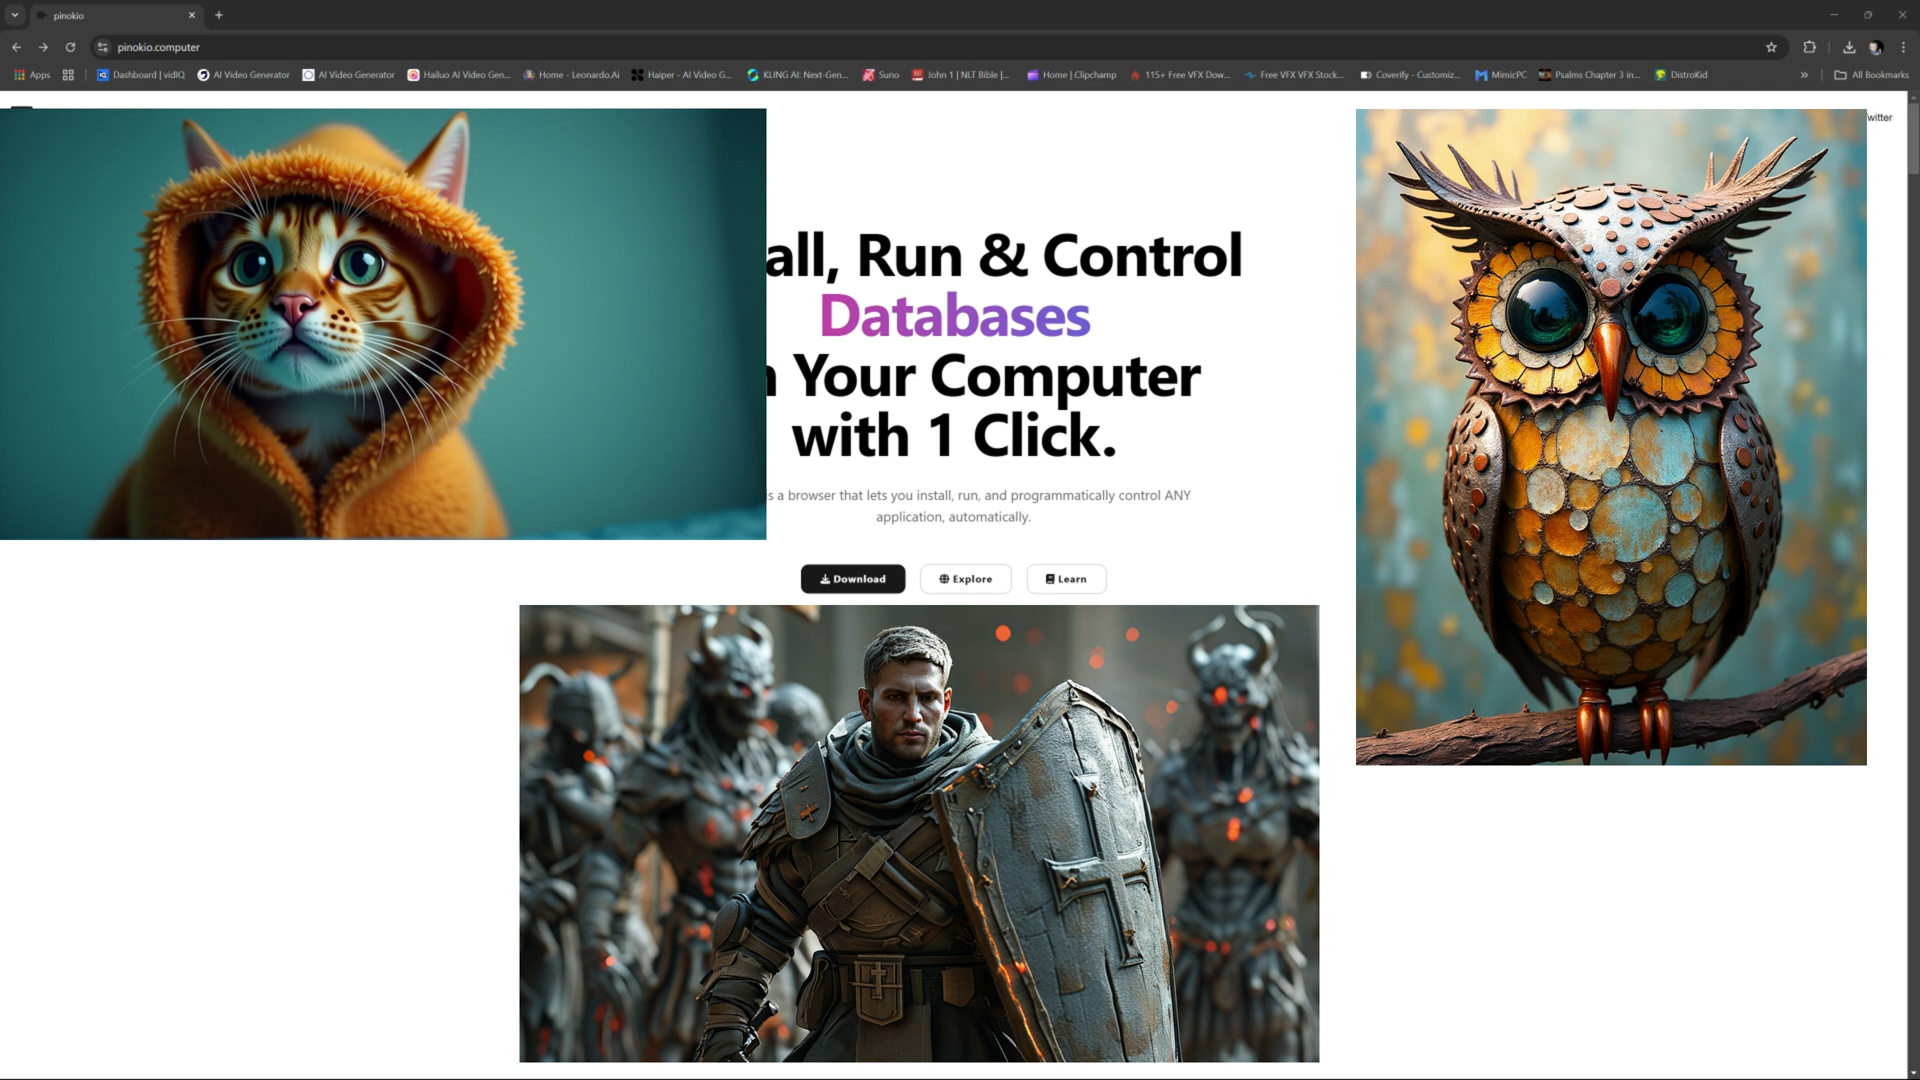 pinokio
pinokio.computer
Apps
Dashboard | vidIQ
AI Video Generator
AI Video Generator
Hailuo AI Video Gen...
Home - Leonardo.Ai
Haiper - AI Video G...
KLING AI: Next-Gen...
Suno
John 1 | NLT Bible |...
Home | Clipchamp
115+ Free VFX Dow...
Free VFX VFX Stock...
Coverify - Customiz...
MimicPC
Psalms Chapter 3 in...
DistroKid
All Bookmarks
witter
all, Run & Control
Databases
n Your Computer
with 1 Click.
is a browser that lets you install, run, and programmatically control ANY
application, automatically.
Download
Explore
Learn